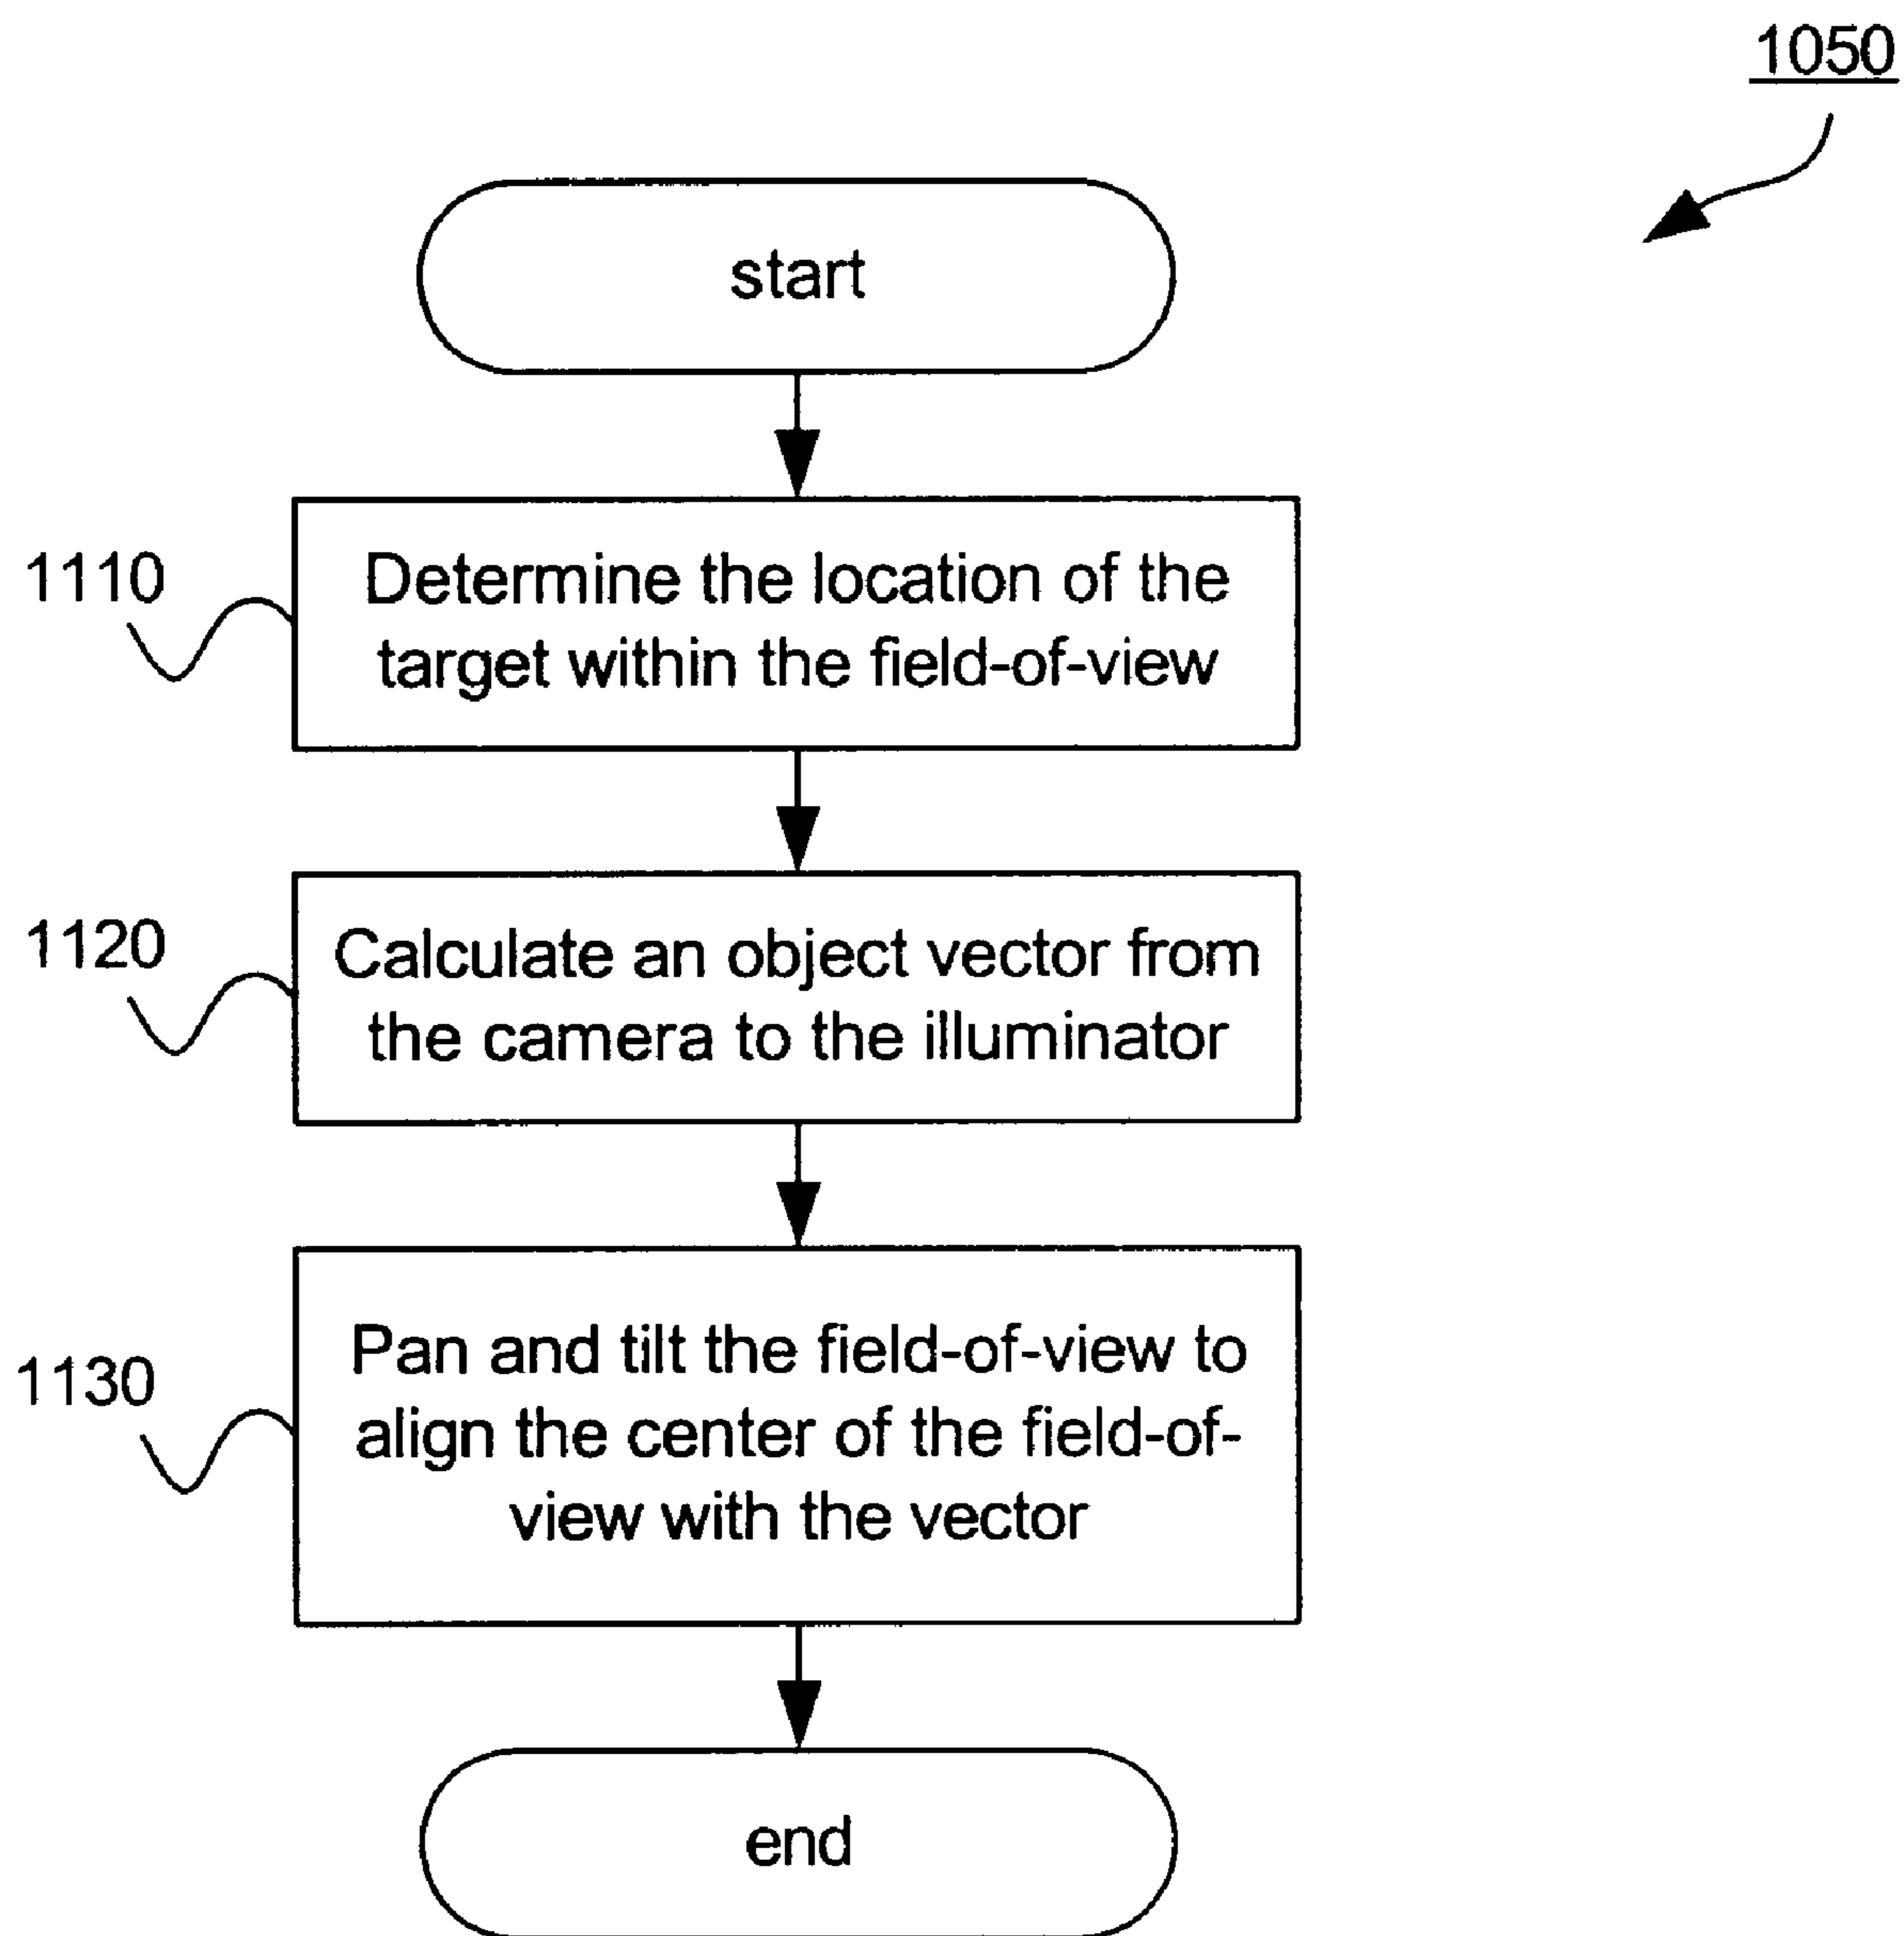 1050
start
1110
Determine the location of the
target within the field-of-view
1120
Calculate an object vector from
the camera to the illuminator
1130
Pan and tilt the field-of-view to
align the center of the field-of-
view with the vector
end